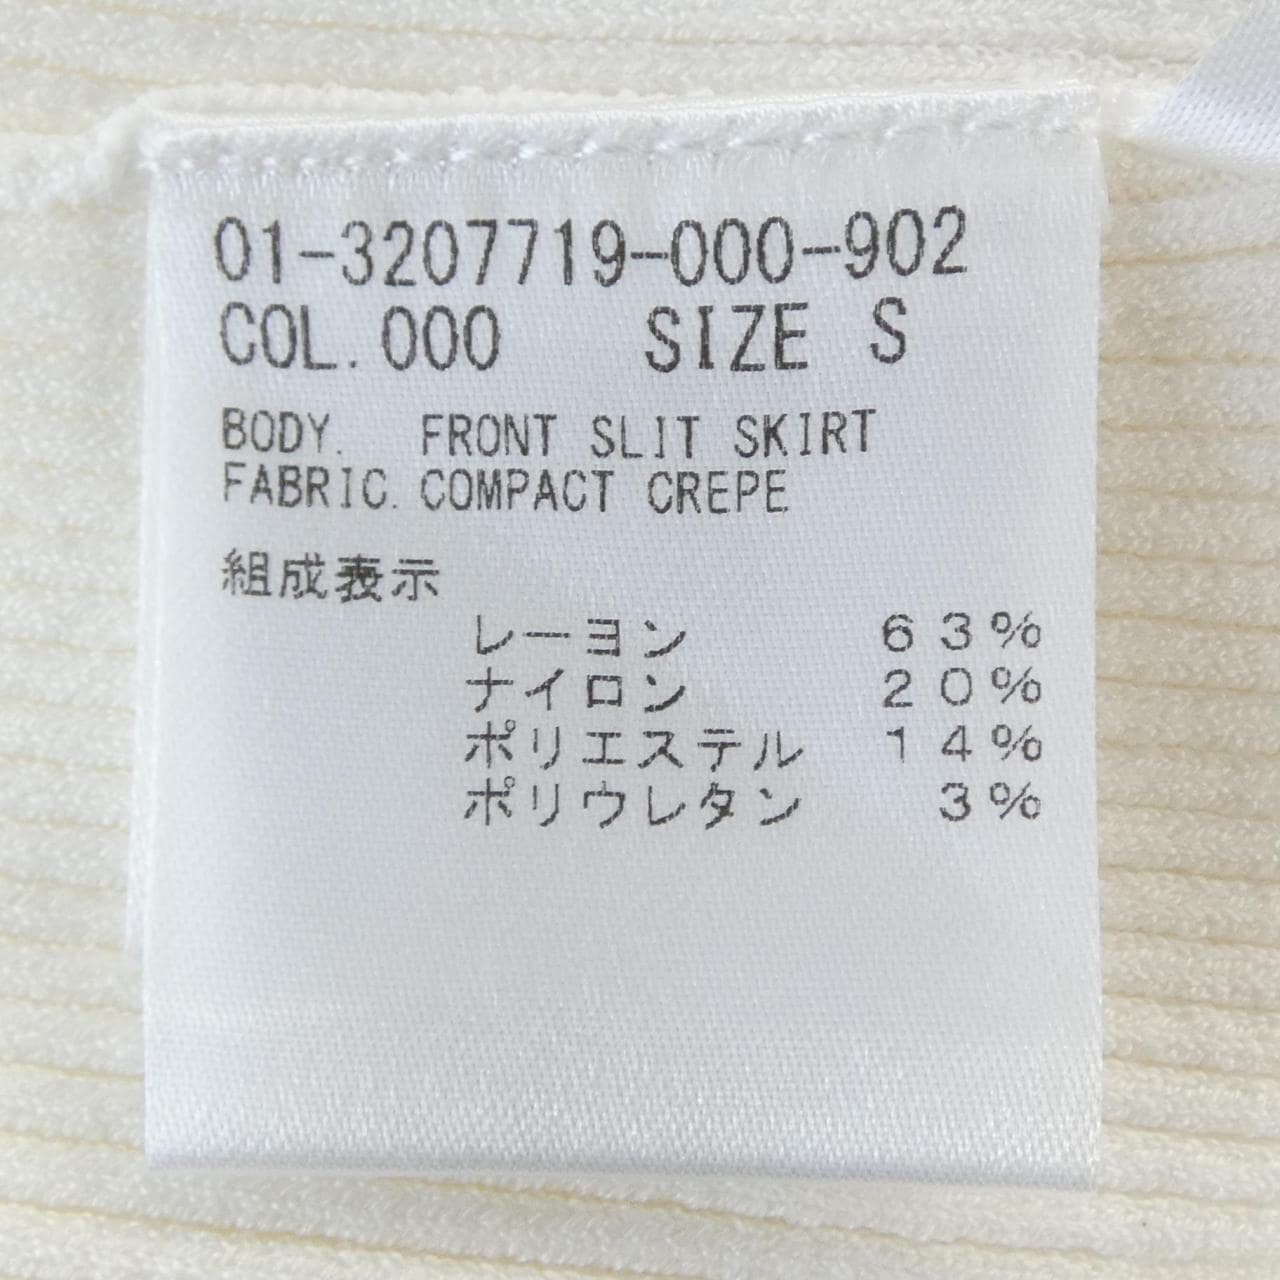 01-3207719-000-902
COL.000 SIZE S
BODY. FRONT SLIT SKIRT
FABRIC. COMPACT CREPE
組成表示
レーヨン 63%
ナイロン 20%
ポリエステル 14%
ポリウレタン 3%